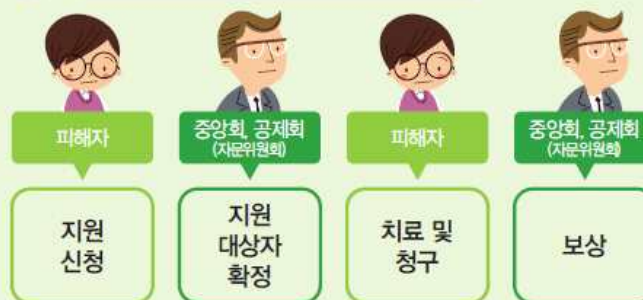 피해자
중앙회, 공제회
(자문위원회)
피해자
중앙회, 공제회
(자문위원회)
지원
신청
지원
대상자
확정
치료 및
청구
보상